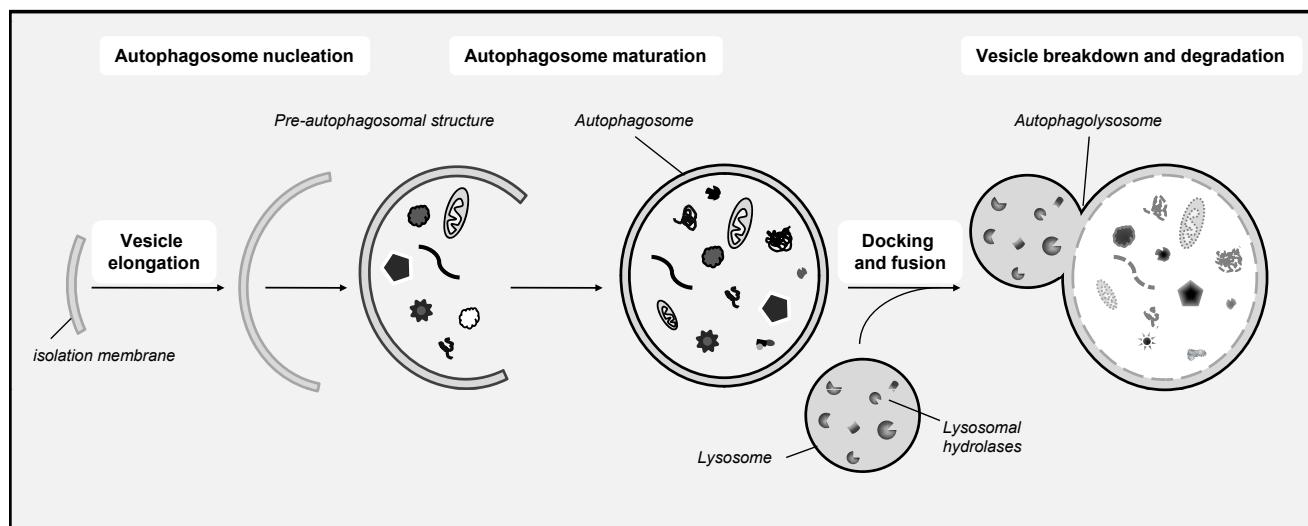 Autophagosome nucleation
Autophagosome maturation
Vesicle breakdown and degradation
Pre-autophagosomal structure
Autophagosome
Autophagolysosome
Vesicle
elongation
Docking
and fusion
isolation membrane
Lysosome
Lysosomal
hydrolases